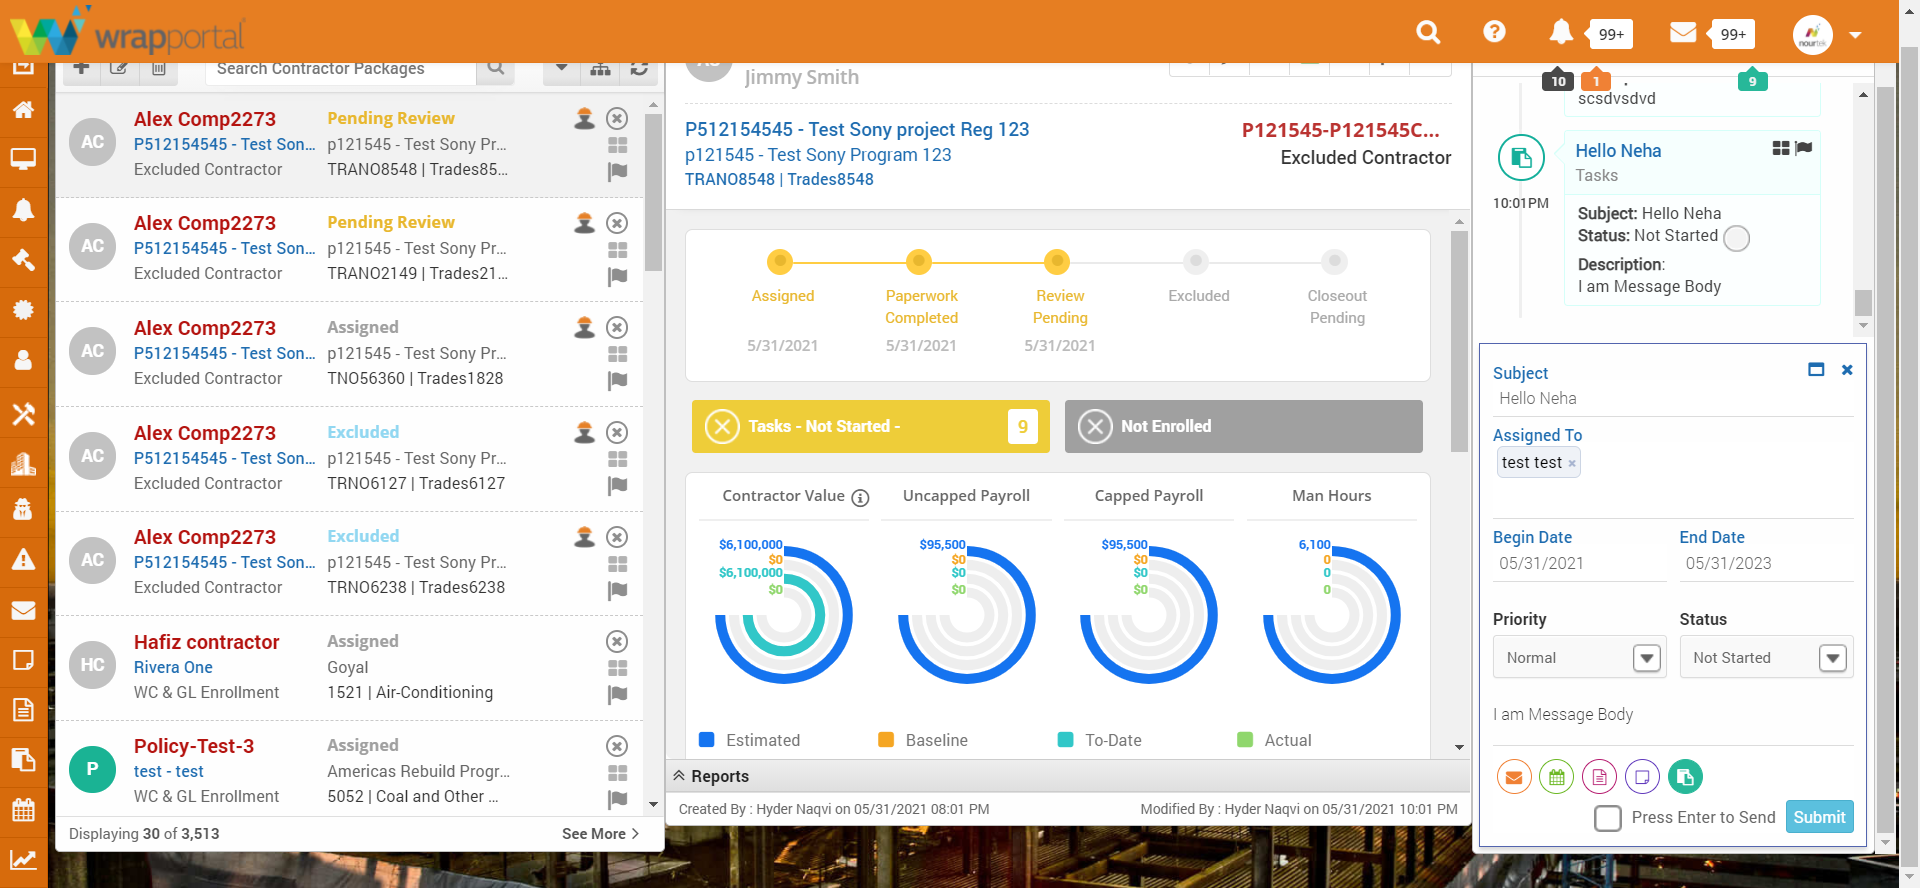 wrapportal
99+
99+
nourtek
Search Contractor Packages
AC
Alex Comp2273
Pending Review
P512154545 - Test Son...
p121545 - Test Sony Pr...
Excluded Contractor
TRANO8548 | Trades85...
AC
Alex Comp2273
Pending Review
P512154545 - Test Son...
p121545 - Test Sony Pr...
Excluded Contractor
TRANO2149 | Trades21...
AC
Alex Comp2273
Assigned
P512154545 - Test Son...
p121545 - Test Sony Pr...
Excluded Contractor
TNO56360 | Trades1828
AC
Alex Comp2273
Excluded
P512154545 - Test Son...
p121545 - Test Sony Pr...
Excluded Contractor
TRNO6127 | Trades6127
AC
Alex Comp2273
Excluded
P512154545 - Test Son...
p121545 - Test Sony Pr...
Excluded Contractor
TRNO6238 | Trades6238
HC
Hafiz contractor
Assigned
Rivera One
Goyal
WC & GL Enrollment
1521 | Air-Conditioning
P
Policy-Test-3
Assigned
test - test
Americas Rebuild Progr...
WC & GL Enrollment
5052 | Coal and Other ...
Displaying 30 of 3,513
See More
Jimmy Smith
P512154545 - Test Sony project Reg 123
P121545-P121545C...
p121545 - Test Sony Program 123
Excluded Contractor
TRANO8548 | Trades8548
Assigned
5/31/2021
Paperwork
Completed
5/31/2021
Review
Pending
5/31/2021
Excluded
Closeout
Pending
Tasks - Not Started -
9
Not Enrolled
Contractor Value
$6,100,000
$0
$6,100,000
$0
Uncapped Payroll
$95,500
$0
$0
$0
Capped Payroll
$95,500
$0
$0
$0
Man Hours
6,100
0
0
0
Estimated
Baseline
To-Date
Actual
Reports
Created By : Hyder Naqvi on 05/31/2021 08:01 PM
Modified By : Hyder Naqvi on 05/31/2021 10:01 PM
10
1
9
scsdvsdvd
Hello Neha
Tasks
10:01PM
Subject: Hello Neha
Status: Not Started
Description:
I am Message Body
Subject
Hello Neha
Assigned To
test test ×
Begin Date
End Date
05/31/2021
05/31/2023
Priority
Status
Normal
Not Started
I am Message Body
Press Enter to Send
Submit